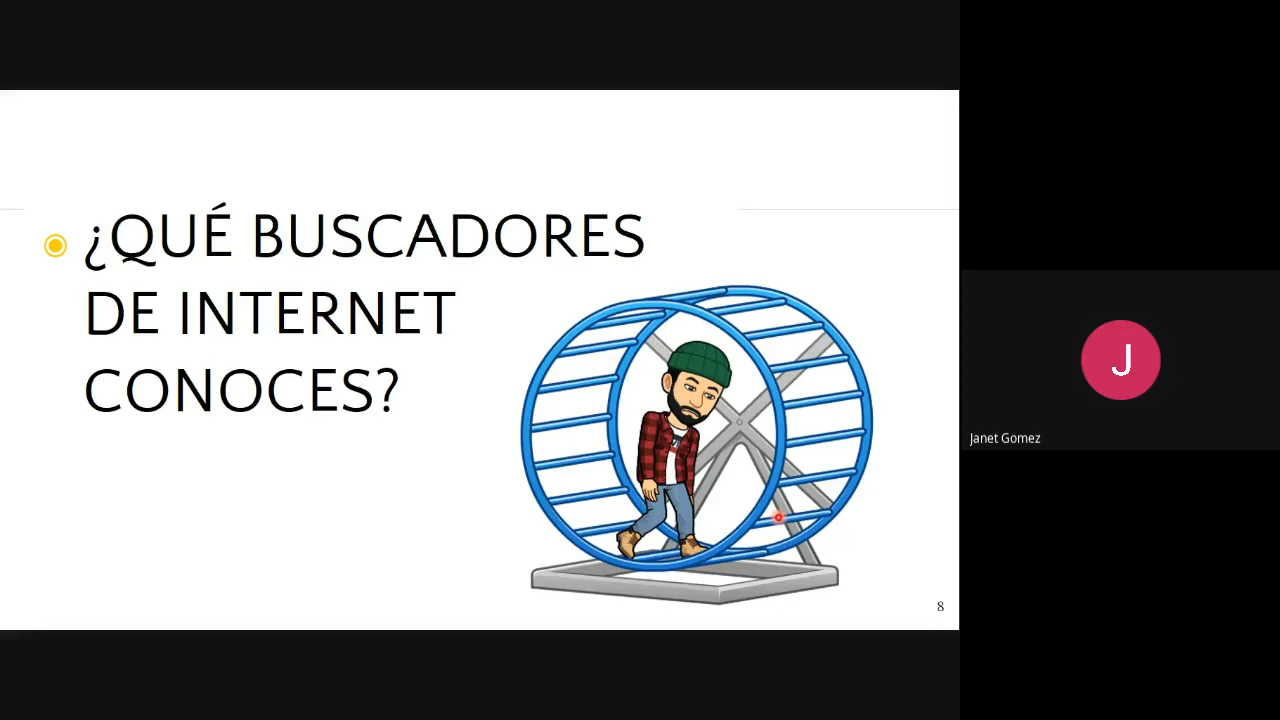 ¿QUÉ BUSCADORES
DE INTERNET
CONOCES?
8
J
Janet Gomez